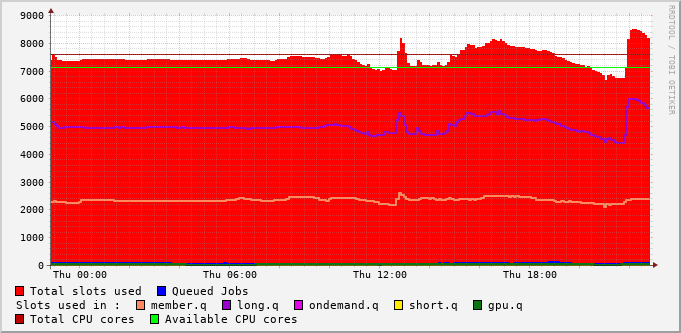 9000
8000
7000
6000
5000
4000
3000
2000
1000
0
Thu 00:00 Thu 06:00 Thu 12:00 Thu 18:00
RRDTOOL / TOBI OETIKER
Total slots used Queued Jobs
Slots used in : member.q long.q ondemand.q short.q gpu.q
Total CPU cores Available CPU cores